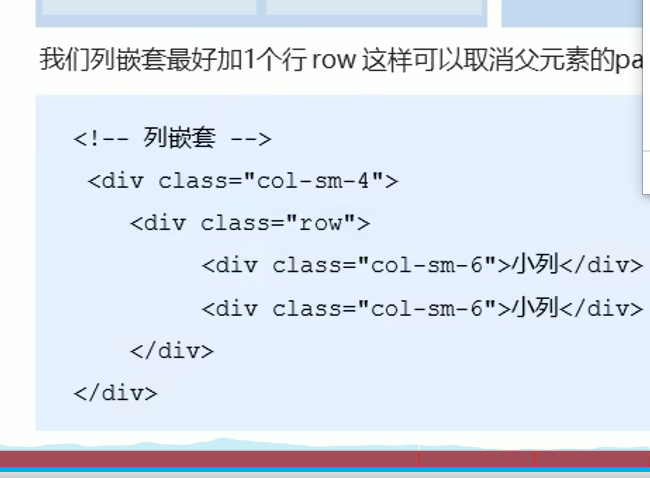 我们列嵌套最好加1个行 row 这样可以取消父元素的pa
<!-- 列嵌套 -->
<div class="col-sm-4">
<div class="row">
<div class="col-sm-6">小列</div>
<div class="col-sm-6">小列</div>
</div>
</div>